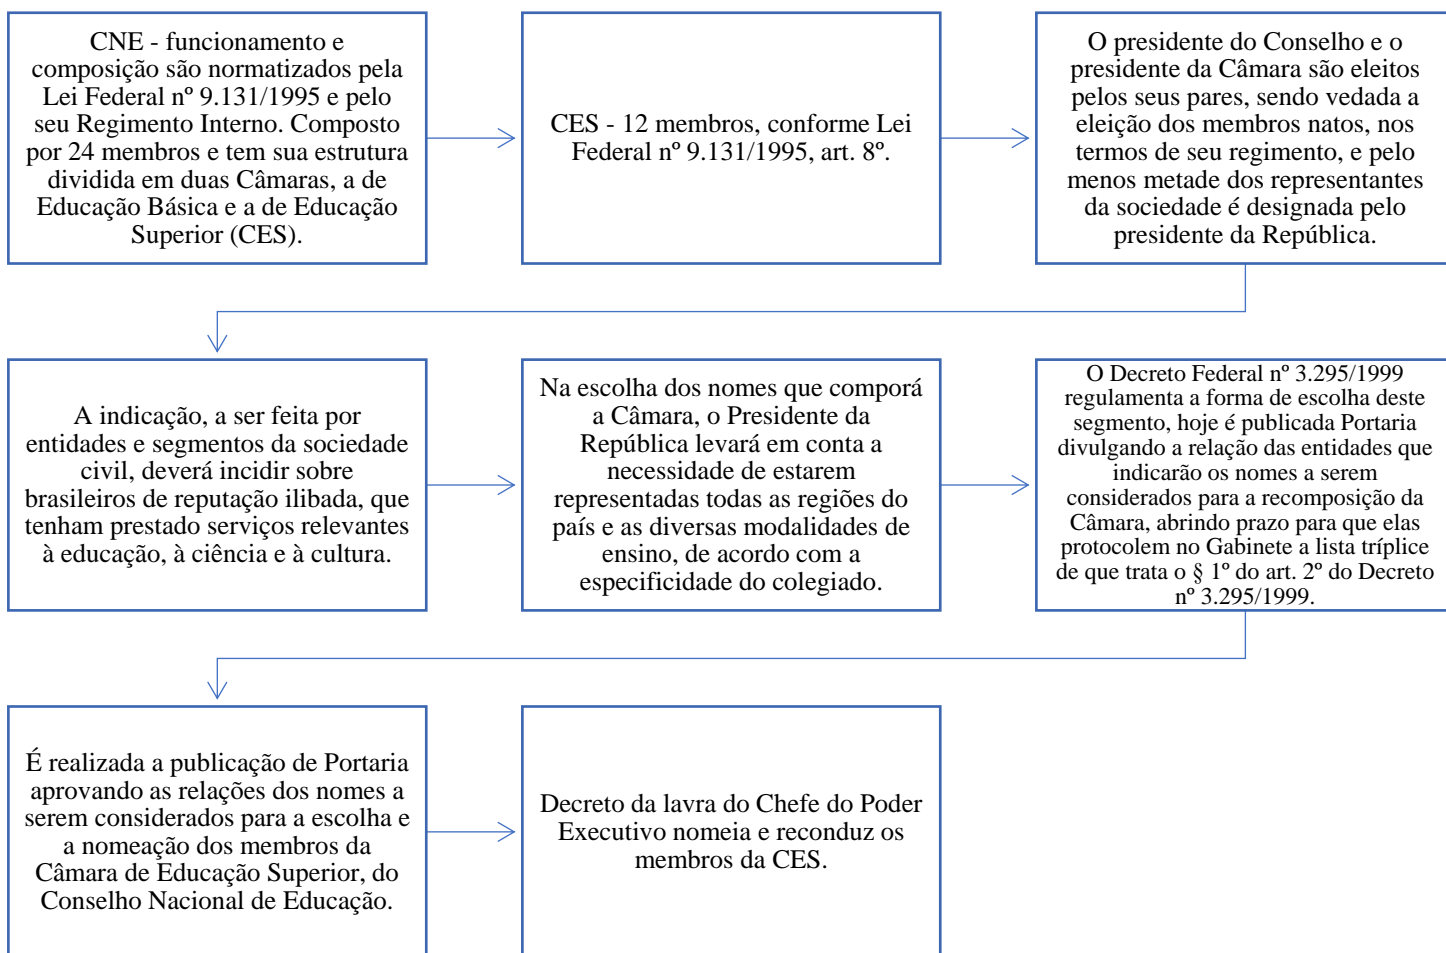 CNE - funcionamento e
composição são normatizados pela
Lei Federal nº 9.131/1995 e pelo
seu Regimento Interno. Composto
por 24 membros e tem sua estrutura
dividida em duas Câmaras, a de
Educação Básica e a de Educação
Superior (CES).
CES - 12 membros, conforme Lei
Federal nº 9.131/1995, art. 8º.
O presidente do Conselho e o
presidente da Câmara são eleitos
pelos seus pares, sendo vedada a
eleição dos membros natos, nos
termos de seu regimento, e pelo
menos metade dos representantes
da sociedade é designada pelo
presidente da República.
A indicação, a ser feita por
entidades e segmentos da sociedade
civil, deverá incidir sobre
brasileiros de reputação ilibada, que
tenham prestado serviços relevantes
à educação, à ciência e à cultura.
Na escolha dos nomes que comporá
a Câmara, o Presidente da
República levará em conta a
necessidade de estarem
representadas todas as regiões do
país e as diversas modalidades de
ensino, de acordo com a
especificidade do colegiado.
O Decreto Federal nº 3.295/1999
regulamenta a forma de escolha deste
segmento, hoje é publicada Portaria
divulgando a relação das entidades que
indicarão os nomes a serem
considerados para a recomposição da
Câmara, abrindo prazo para que elas
protocolem no Gabinete a lista tríplice
de que trata o § 1º do art. 2º do Decreto
nº 3.295/1999.
É realizada a publicação de Portaria
aprovando as relações dos nomes a
serem considerados para a escolha e
a nomeação dos membros da
Câmara de Educação Superior, do
Conselho Nacional de Educação.
Decreto da lavra do Chefe do Poder
Executivo nomeia e reconduz os
membros da CES.